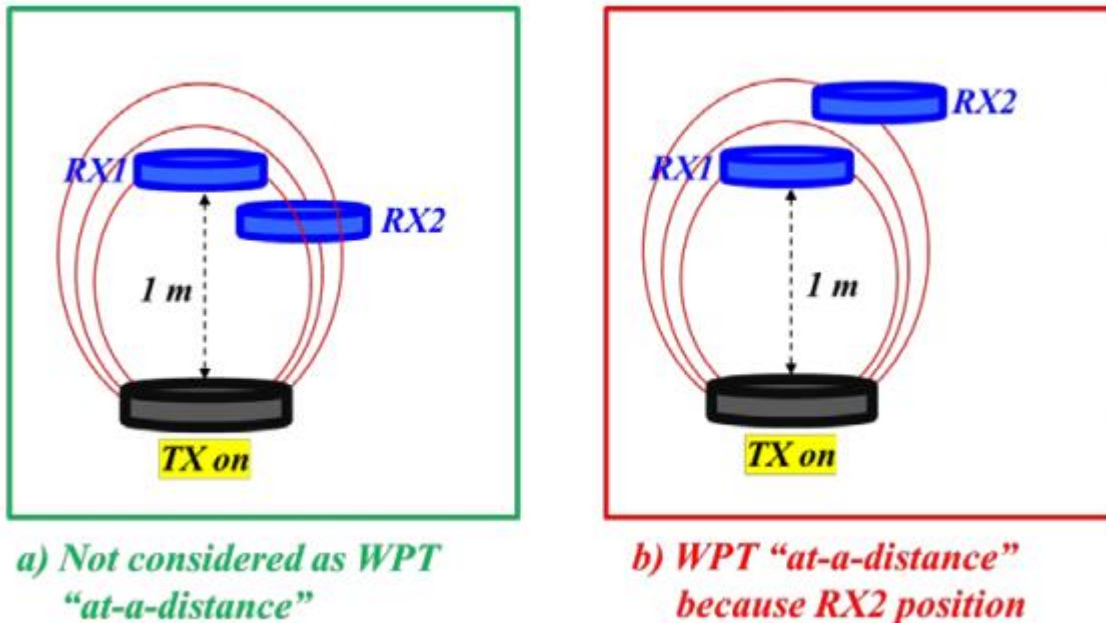 RX1
RX2
1 m
TX on
a) Not considered as WPT
“at-a-distance”
RX2
RX1
1 m
TX on
b) WPT “at-a-distance”
because RX2 position